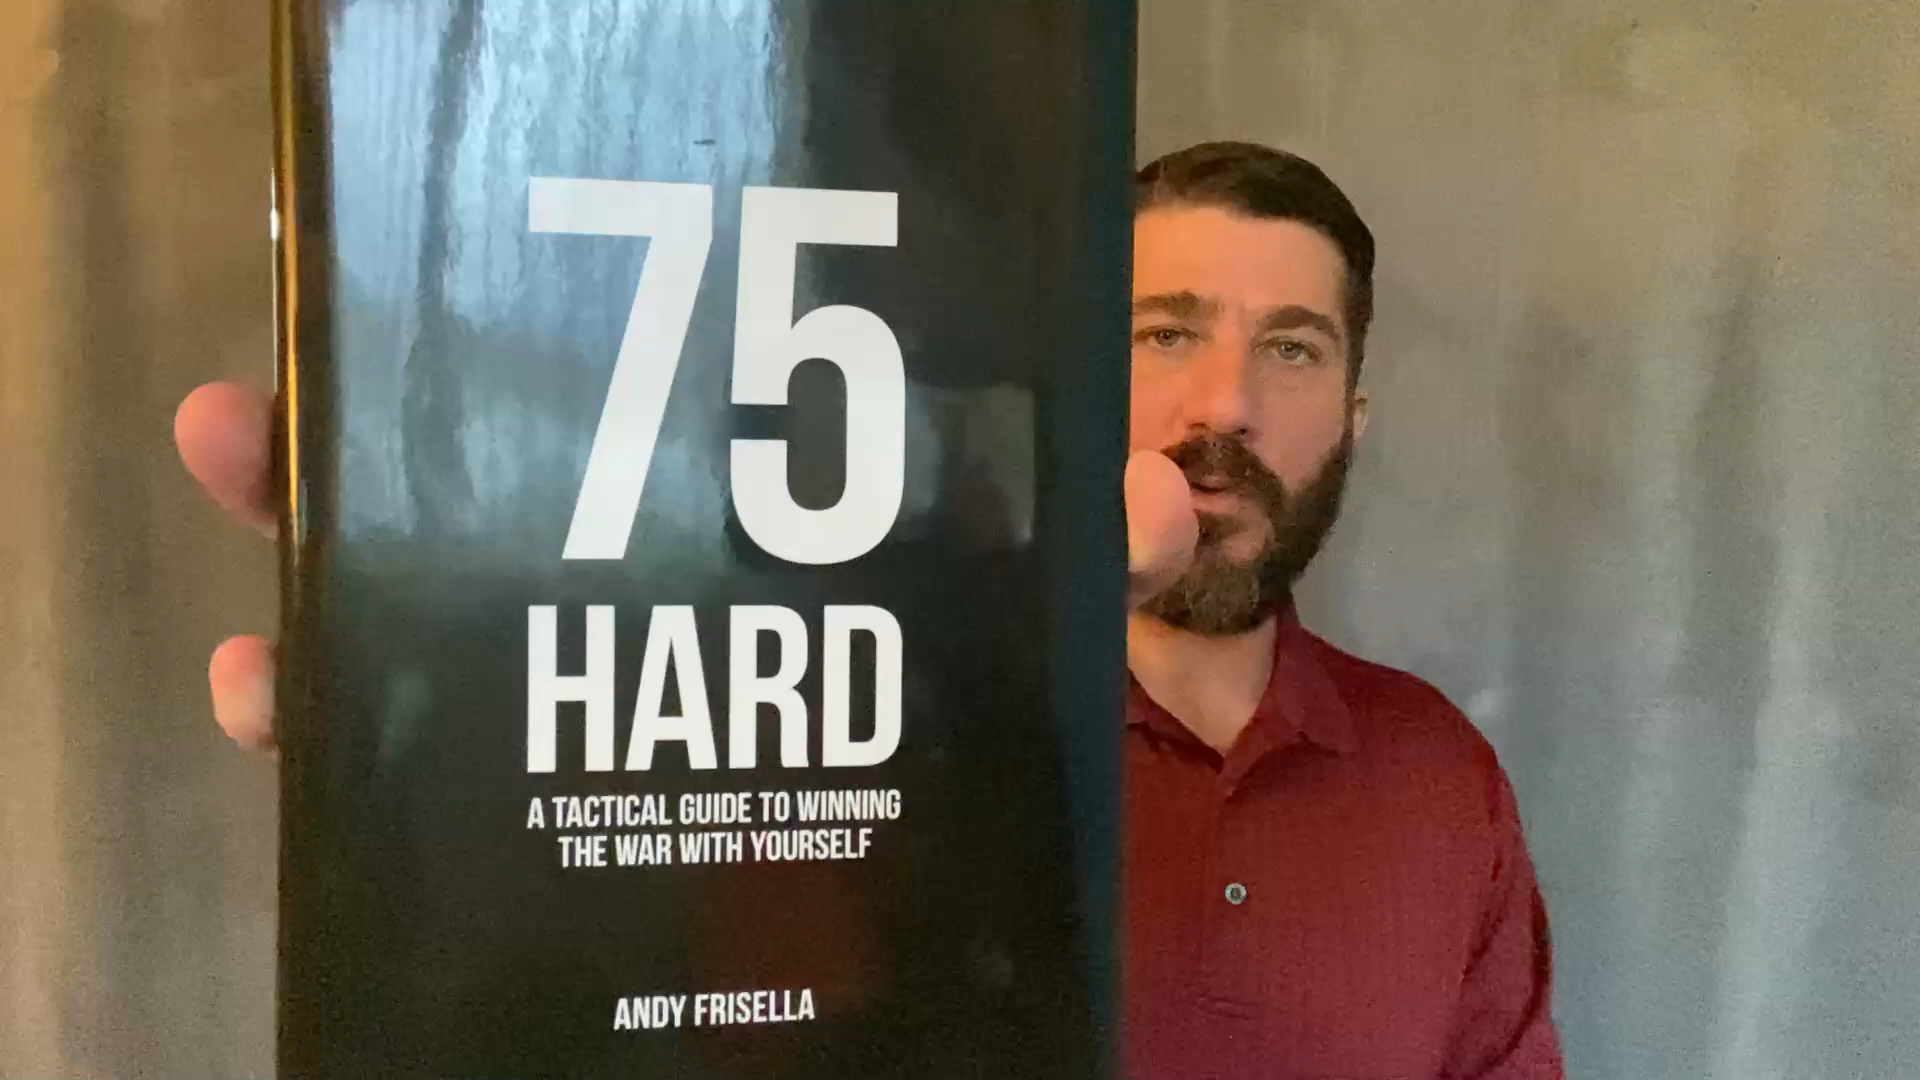 75
HARD
A TACTICAL GUIDE TO WINNING
THE WAR WITH YOURSELF
ANDY FRISELLA